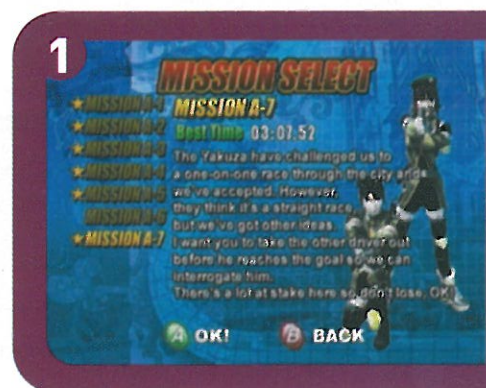 1
MISSION SELECT
★MISSION A-1
★MISSION A-2
★MISSION A-3
★MISSION A-4
★MISSION A-5
MISSION A-6
★MISSION A-7
MISSION A-7
Best Time 03:07.52
The Yakuza have challenged us to
a one-on-one race through the city and
we've accepted. However,
they think it's a straight race,
but we've got other ideas.
I want you to take the other driver out
before he reaches the goal so we can
interrogate him.
There's a lot at stake here so don't lose, OK!
A OK!
B BACK